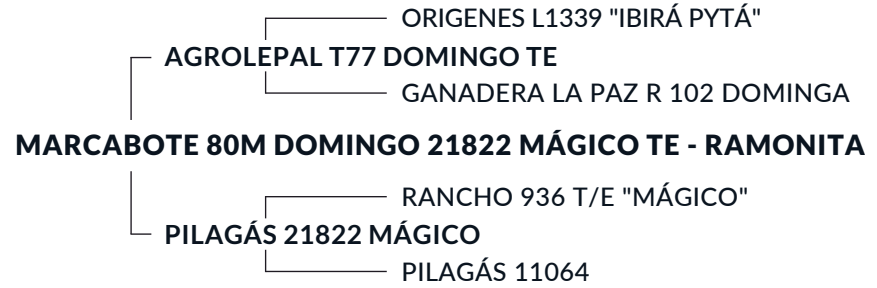 ORIGENES L1339 "IBIRÁ PYTÁ"
AGROLEPAL T77 DOMINGO TE
GANADERA LA PAZ R 102 DOMINGA
MARCABOTE 80M DOMINGO 21822 MÁGICO TE - RAMONITA
RANCHO 936 T/E "MÁGICO"
PILAGÁS 21822 MÁGICO
PILAGÁS 11064